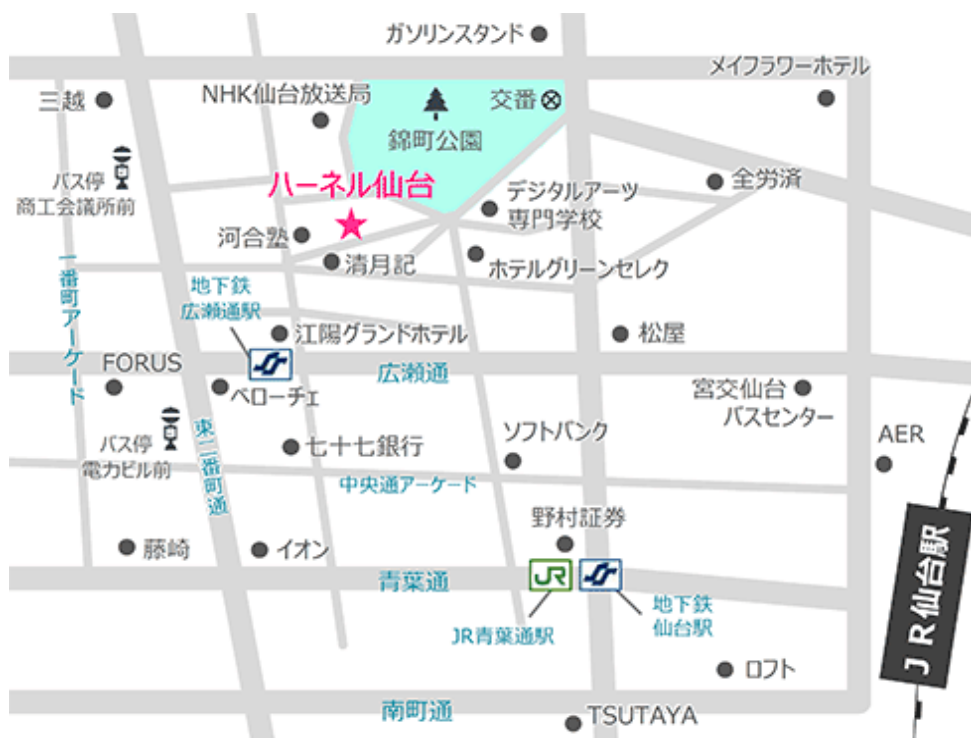 ガソリンスタンド
メイフラワーホテル
三越
NHK仙台放送局
交番
錦町公園
バス停
商工会議所前
ハーネル仙台
デジタルアーツ
専門学校
全労済
河合塾
清月記
ホテルグリーンセレク
一番町アーケード
地下鉄
広瀬通駅
江陽グランドホテル
松屋
FORUS
広瀬通
ベローチェ
宮交仙台
バスセンター
バス停
電力ビル前
東二番町通
七十七銀行
ソフトバンク
AER
中央通アーケード
野村証券
藤崎
イオン
青葉通
JR
JR青葉通駅
地下鉄
仙台駅
JR仙台駅
ロフト
南町通
TSUTAYA